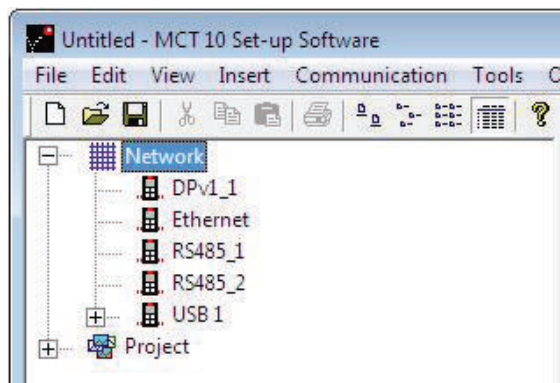 Untitled - MCT 10 Set-up Software
File Edit View Insert Communication Tools
Network
DPv1_1
Ethernet
RS485_1
RS485_2
USB 1
Project